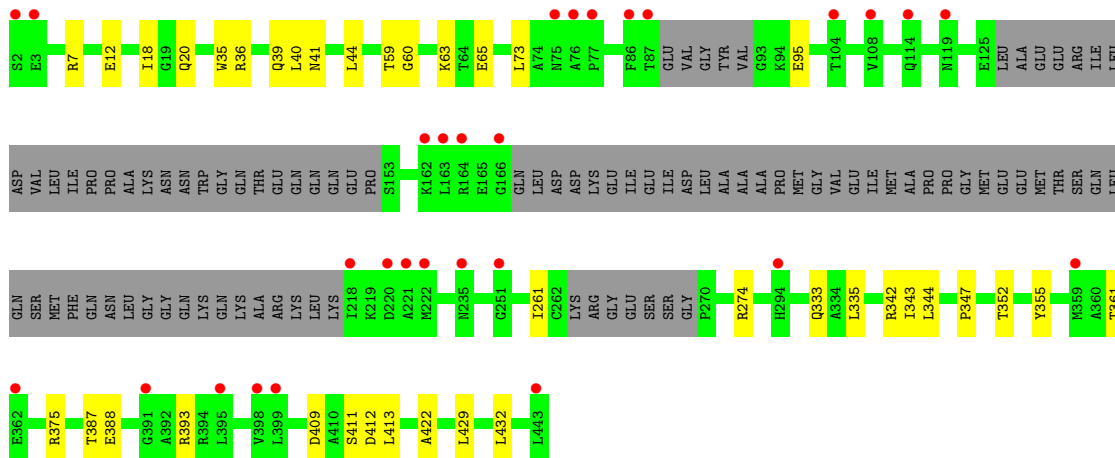 S2 E3 R7 E12 I18 G19 Q20 W35 R36 Q39 L40 N41 L44 T59 G60 K63 T64 E65 L73 A74 N75 A76 P77 F86 T87 GLU VAL GLY TYR VAL G93 K94 E95 T104 V108 Q114 N119 E125 LEU ALA GLU GLU ARG ILE LEU
ASP VAL LEU ILE PRO PRO ALA LYS ASN ASN TRP GLY GLN THR GLU GLN GLN GLN GLU PRO S153 K162 L163 R164 E165 G166 GLN LEU ASP ASP LYS GLU ILE GLU ILE ASP LEU ALA ALA ALA PRO MET GLY VAL GLU ILE MET ALA PRO PRO GLY MET GLU GLU MET THR SER GLN LEU
GLN SER MET PHE GLN ASN LEU GLY GLY GLN LYS GLN LYS ALA ARG LYS LEU LYS I218 K219 D220 A221 M222 N235 G251 I261 C262 LYS ARG GLY GLU SER SER GLY P270 R274 H294 Q333 A334 L335 R342 I343 L344 P347 T352 Y355 M359 A360 T361
E362 R375 T387 E388 G391 A392 R393 R394 L395 V398 L399 D409 A410 S411 D412 L413 A422 L429 L432 L443